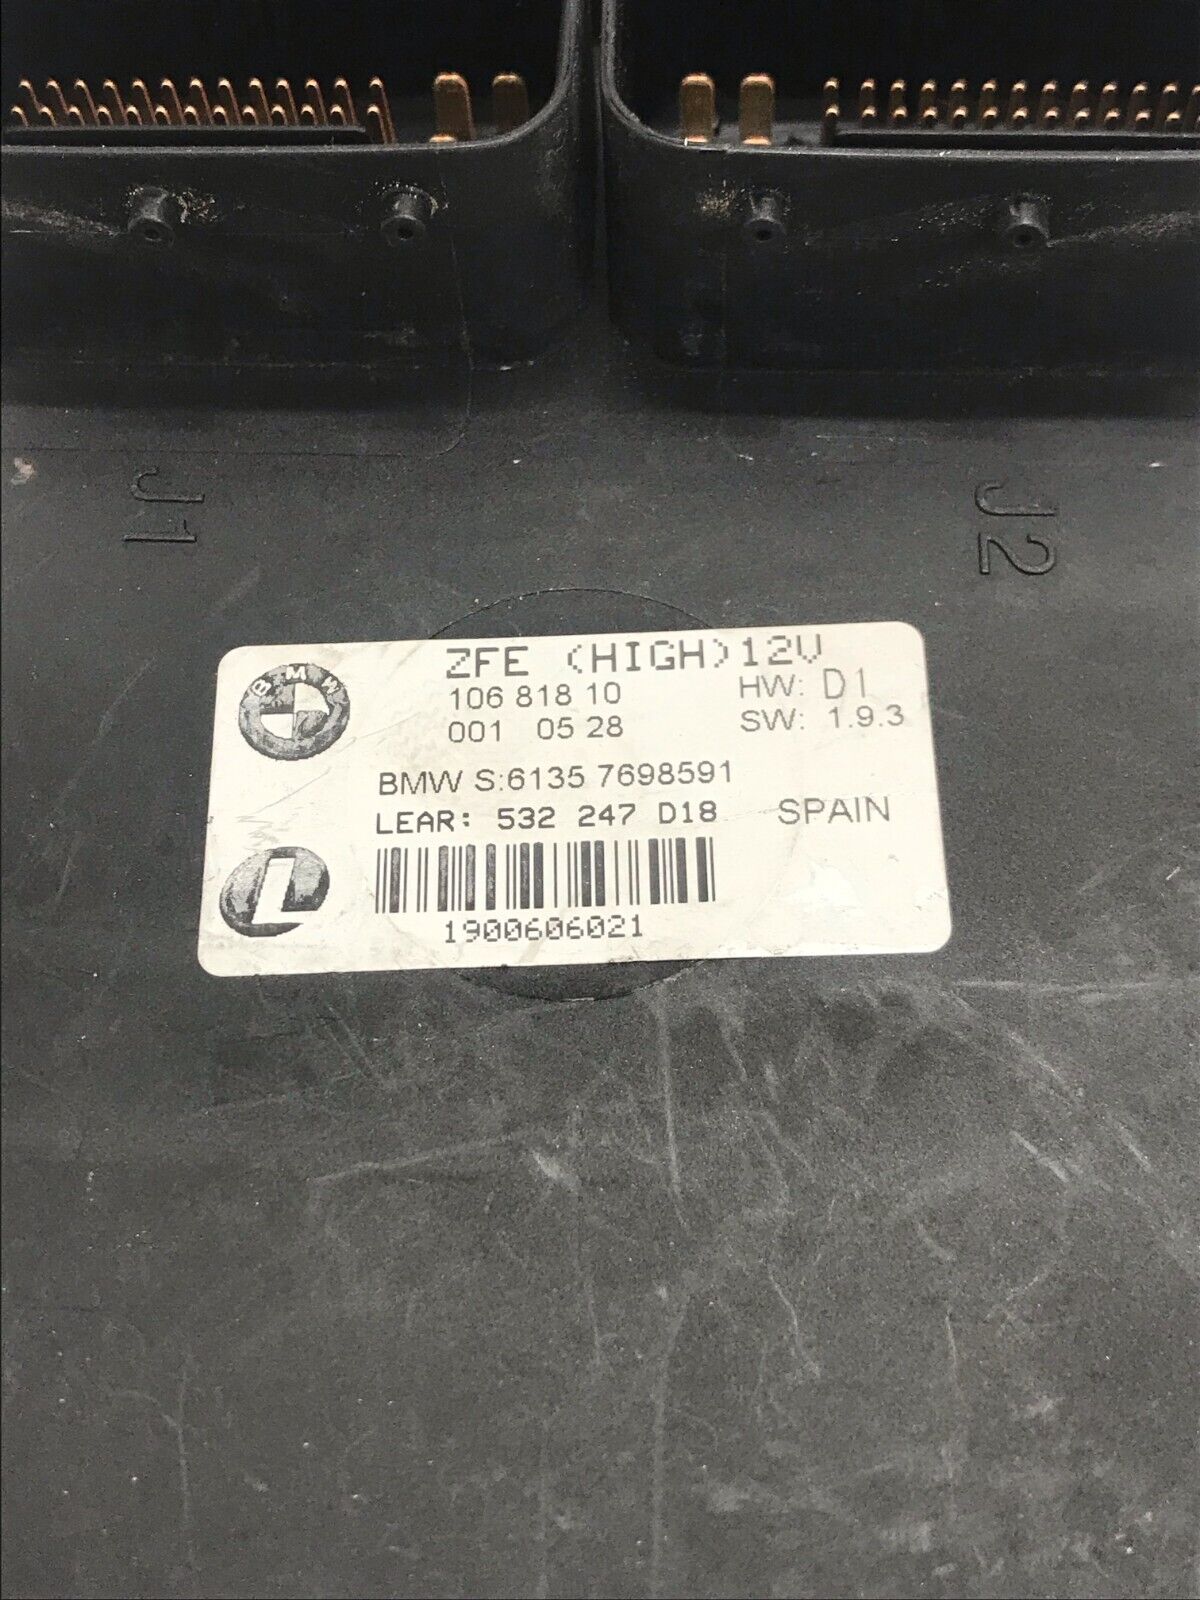 J1
J2
ZFE (HIGH)12V
BMW
106 818 10 HW: D1
001 05 28 SW: 1.9.3
BMW S:6135 7698591
LEAR: 532 247 D18 SPAIN
L
1900606021